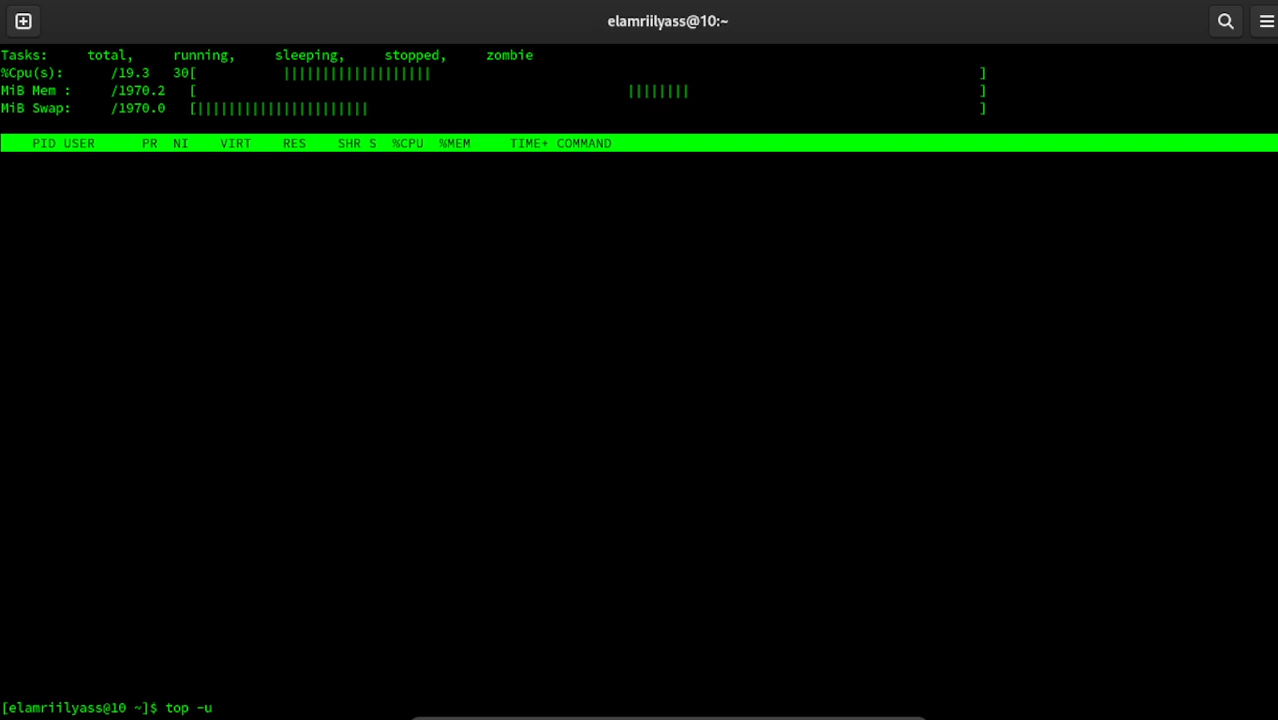 elamriilyass@10:~
Tasks: total, running, sleeping, stopped, zombie
%Cpu(s): /19.3 30[ ||||||||||||||||||| ]
MiB Mem : /1970.2 [ |||||||| ]
MiB Swap: /1970.0 [|||||||||||||||||||||| ]
PID USER PR NI VIRT RES SHR S %CPU %MEM TIME+ COMMAND
[elamriilyass@10 ~]$ top -u